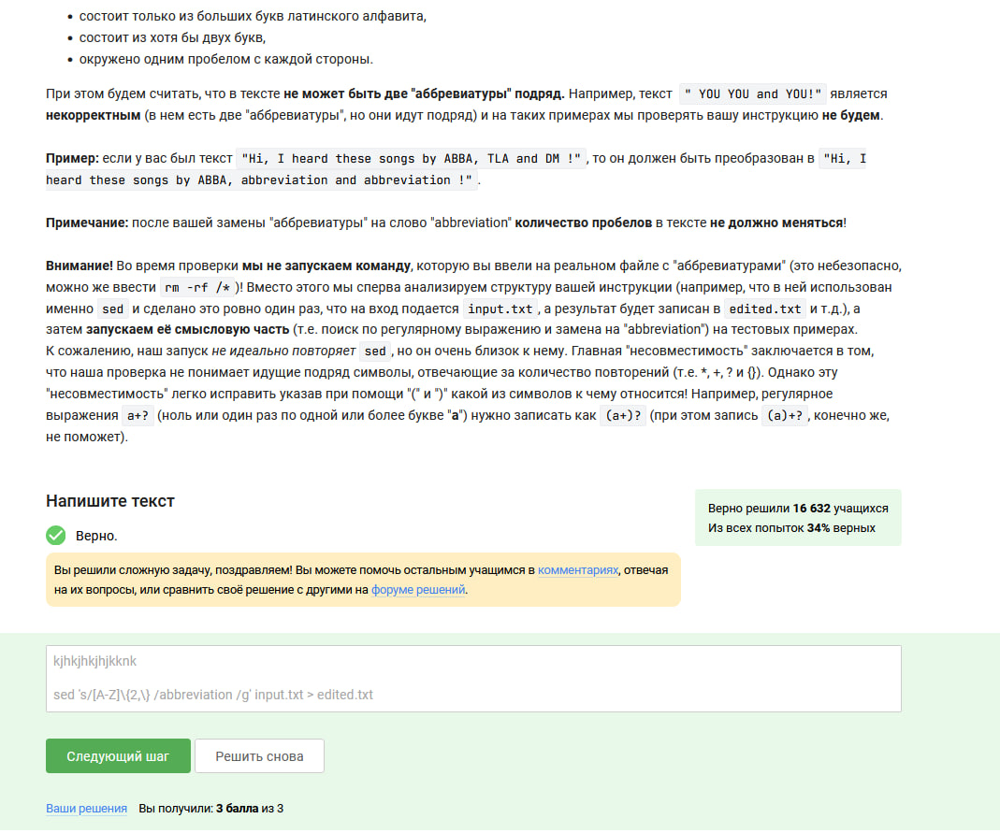 • состоит только из больших букв латинского алфавита,
• состоит из хотя бы двух букв,
• окружено одним пробелом с каждой стороны.
При этом будем считать, что в тексте не может быть две "аббревиатуры" подряд. Например, текст " YOU YOU and YOU!" является
некорректным (в нем есть две "аббревиатуры", но они идут подряд) и на таких примерах мы проверять вашу инструкцию не будем.
Пример: если у вас был текст "Hi, I heard these songs by ABBA, TLA and DM !", то он должен быть преобразован в "Hi, I
heard these songs by ABBA, abbreviation and abbreviation !".
Примечание: после вашей замены "аббревиатуры" на слово "abbreviation" количество пробелов в тексте не должно меняться!
Внимание! Во время проверки мы не запускаем команду, которую вы ввели на реальном файле с "аббревиатурами" (это небезопасно,
можно же ввести rm -rf /*)! Вместо этого мы сперва анализируем структуру вашей инструкции (например, что в ней использован
именно sed и сделано это ровно один раз, что на вход подается input.txt, а результат будет записан в edited.txt и т.д.), а
затем запускаем её смысловую часть (т.е. поиск по регулярному выражению и замена на "abbreviation") на тестовых примерах.
К сожалению, наш запуск не идеально повторяет sed, но он очень близок к нему. Главная "несовместимость" заключается в том,
что наша проверка не понимает идущие подряд символы, отвечающие за количество повторений (т.е. *, +, ? и {}). Однако эту
"несовместимость" легко исправить указав при помощи "(" и ")" какой из символов к чему относится! Например, регулярное
выражения a+? (ноль или один раз по одной или более букве "a") нужно записать как (a+)? (при этом запись (a)+?, конечно же,
не поможет).
Напишите текст
Верно решили 16 632 учащихся
Из всех попыток 34% верных
Верно.
Вы решили сложную задачу, поздравляем! Вы можете помочь остальным учащимся в комментариях, отвечая
на их вопросы, или сравнить своё решение с другими на форуме решений.
kjhkjhkjhjkknk
sed 's/[A-Z]\{2,\} /abbreviation /g' input.txt > edited.txt
Следующий шаг
Решить снова
Ваши решения Вы получили: 3 балла из 3